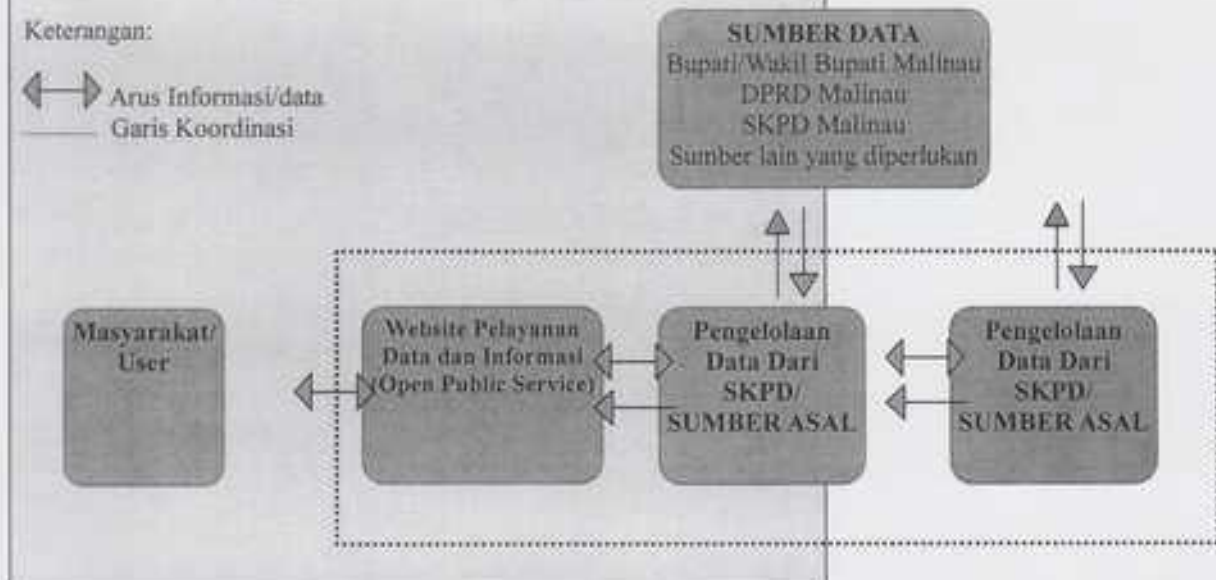 Keterangan:
Arus Informasi/data
Garis Koordinasi
SUMBER DATA
Bupati/Wakil Bupati Malinau
DPRD Malinau
SKPD Malinau
Sumber lain yang diperlukan
Masyarakat/
User
Website Pelayanan
Data dan Informasi
(Open Public Service)
Pengelolaan
Data Dari
SKPD/
SUMBER ASAL
Pengelolaan
Data Dari
SKPD/
SUMBER ASAL